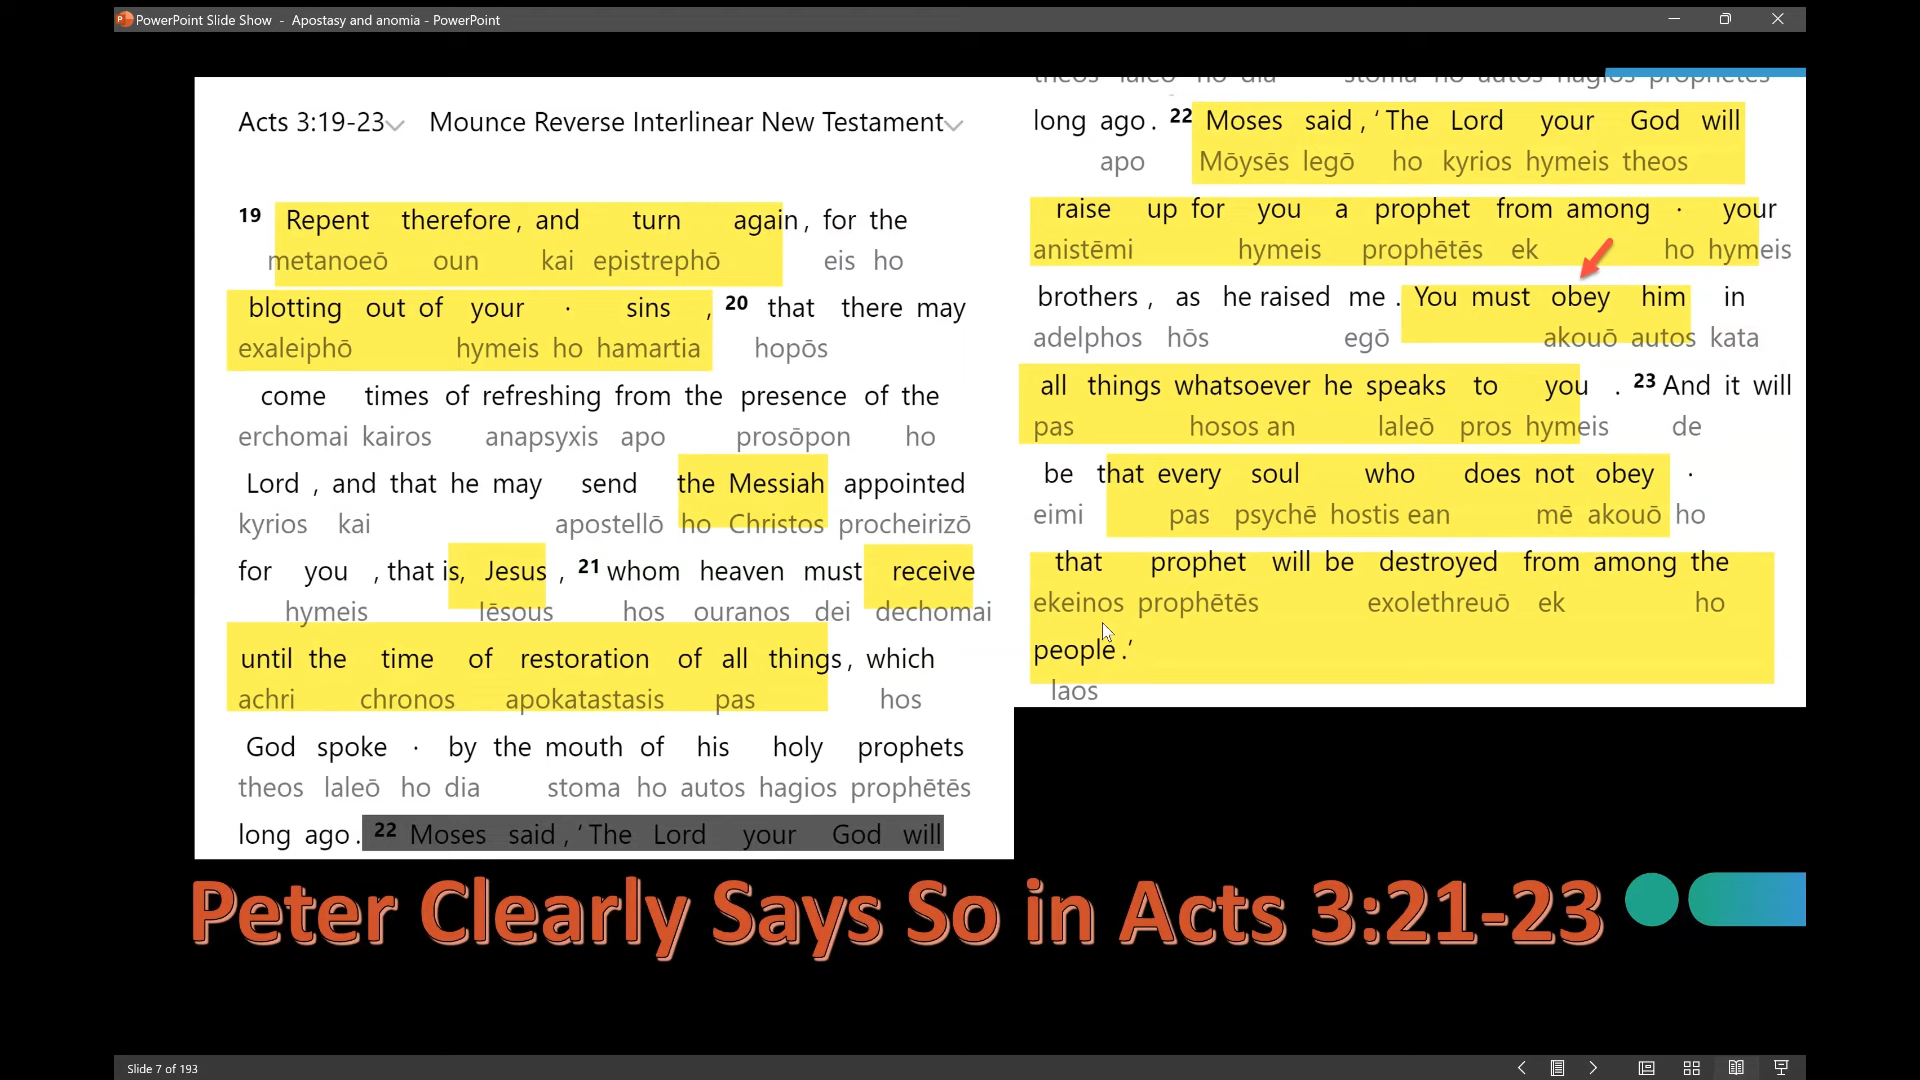 PowerPoint Slide Show - Apostasy and anomia - PowerPoint
Acts 3:19-23 Mounce Reverse Interlinear New Testament
19 Repent therefore, and turn again, for the
metanoeō oun kai epistrephō eis ho
blotting out of your · sins , 20 that there may
exaleiphō hymeis ho hamartia hopōs
come times of refreshing from the presence of the
erchomai kairos anapsyxis apo prosōpon ho
Lord , and that he may send the Messiah appointed
kyrios kai apostellō ho Christos procheirizō
for you , that is, Jesus , 21 whom heaven must receive
hymeis Iēsous hos ouranos dei dechomai
until the time of restoration of all things, which
achri chronos apokatastasis pas hos
God spoke · by the mouth of his holy prophets
theos laleō ho dia stoma ho autos hagios prophētēs
long ago . 22 Moses said , ‘ The Lord your God will
theos laleō ho dia stoma ho autos hagios prophētēs
long ago . 22 Moses said , ‘ The Lord your God will
apo Mōysēs legō ho kyrios hymeis theos
raise up for you a prophet from among · your
anistēmi hymeis prophētēs ek ho hymeis
brothers , as he raised me . You must obey him in
adelphos hōs egō akouō autos kata
all things whatsoever he speaks to you . 23 And it will
pas hosos an laleō pros hymeis de
be that every soul who does not obey ·
eimi pas psychē hostis ean mē akouō ho
that prophet will be destroyed from among the
ekeinos prophētēs exolethreuō ek ho
people .’
laos
Peter Clearly Says So in Acts 3:21-23
Slide 7 of 193